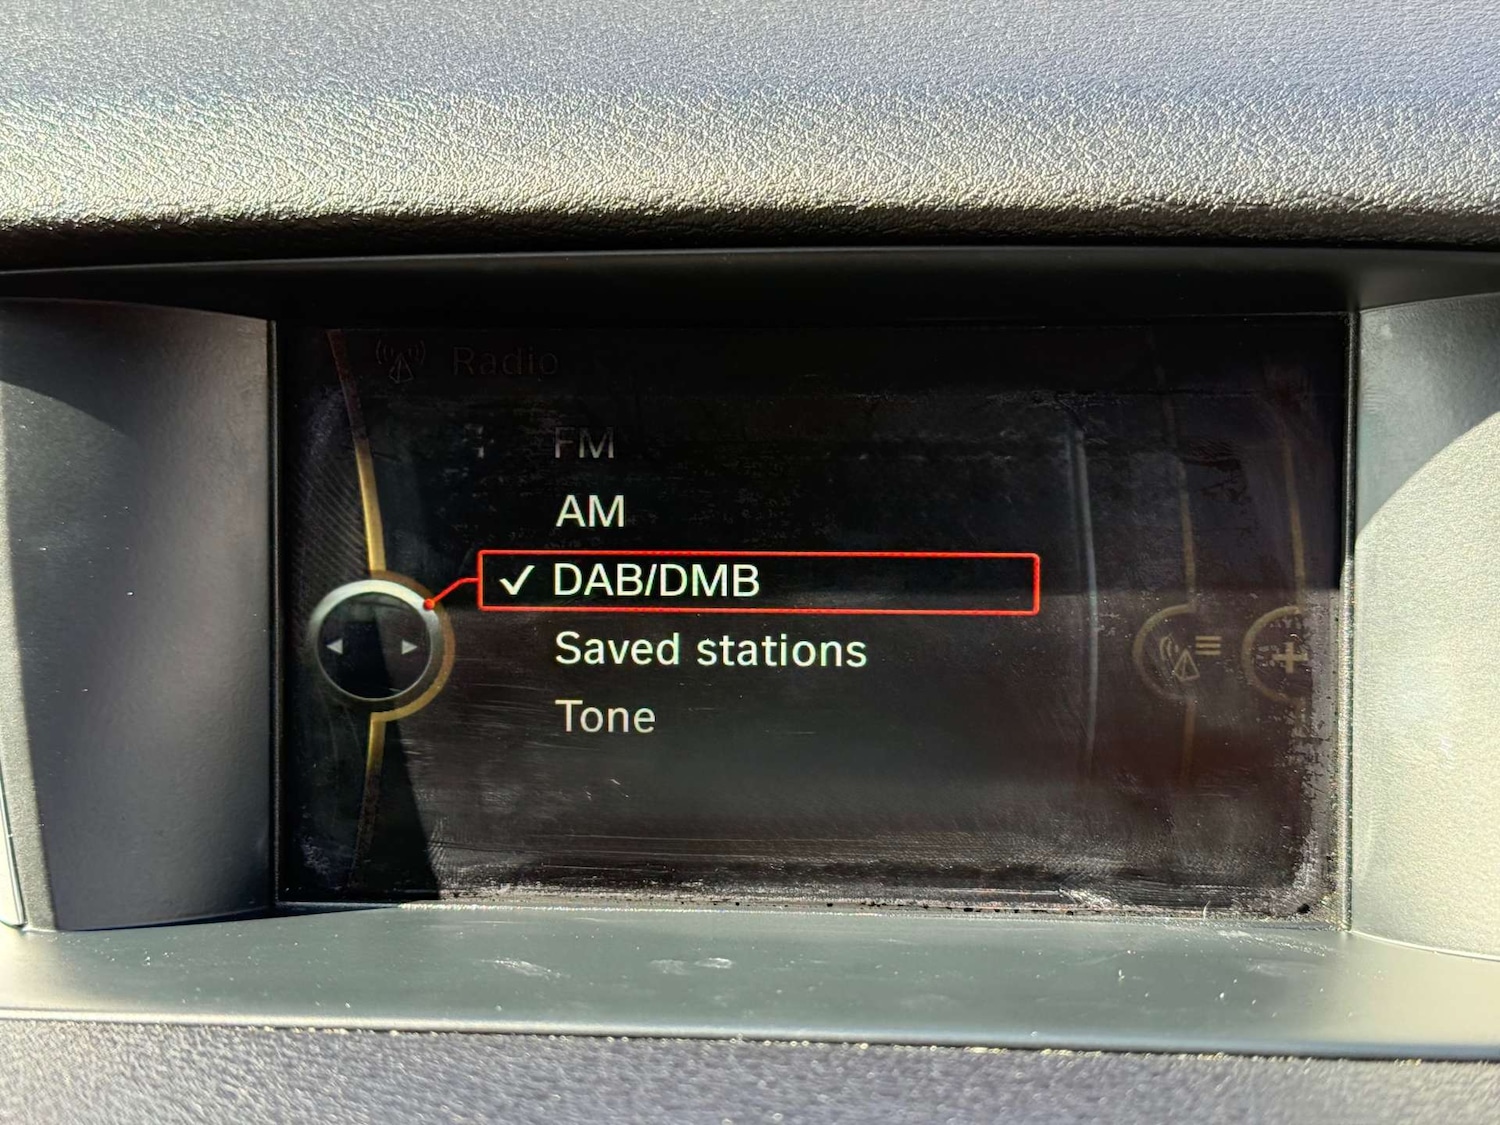 Radio
FM
AM
✓ DAB/DMB
Saved stations
Tone